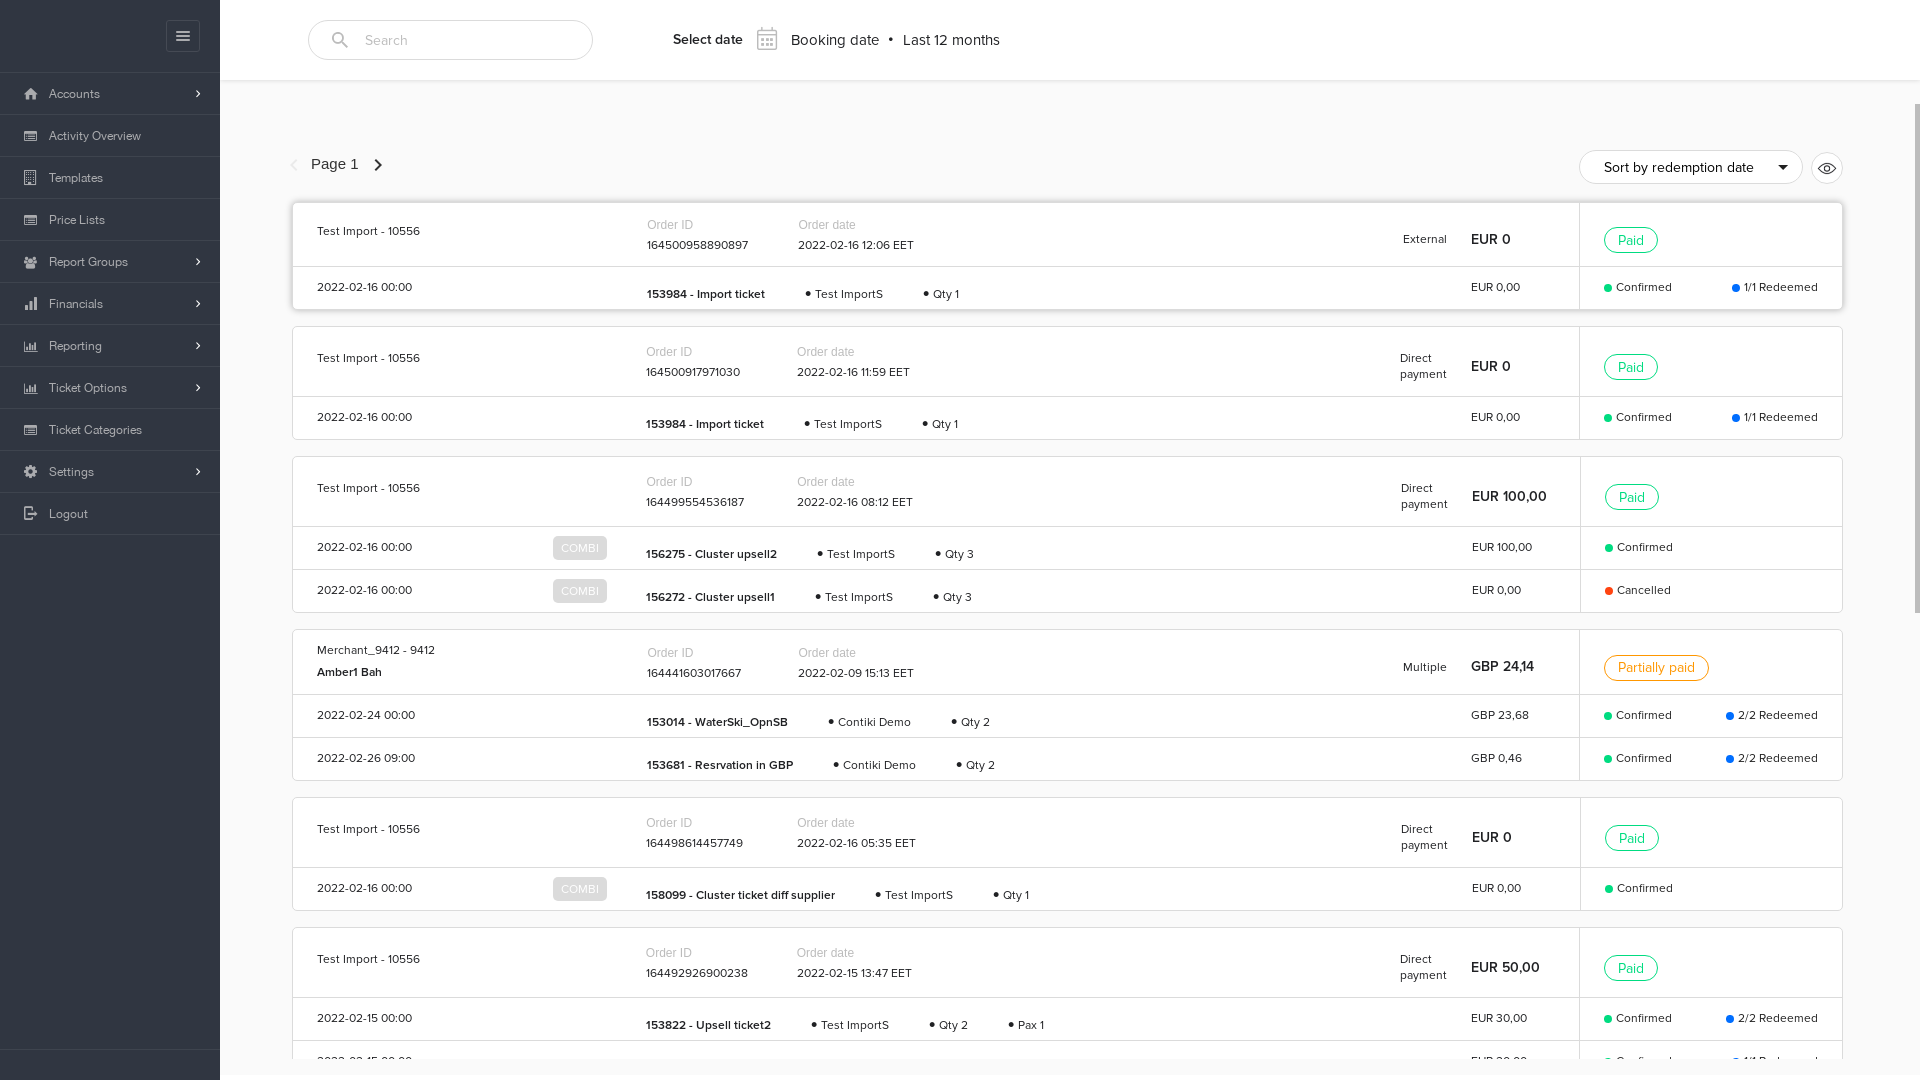 Search
Select date Booking date • Last 12 months
Accounts
Activity Overview
Templates
Price Lists
Report Groups
Financials
Reporting
Ticket Options
Ticket Categories
Settings
Logout
Page 1
Sort by redemption date
Test Import - 10556 Order ID Order date
164500958890897 2022-02-16 12:06 EET External EUR 0 Paid
2022-02-16 00:00 153984 - Import ticket • Test ImportS • Qty 1 EUR 0,00 Confirmed 1/1 Redeemed
Test Import - 10556 Order ID Order date
164500917971030 2022-02-16 11:59 EET Direct payment EUR 0 Paid
2022-02-16 00:00 153984 - Import ticket • Test ImportS • Qty 1 EUR 0,00 Confirmed 1/1 Redeemed
Test Import - 10556 Order ID Order date
164499554536187 2022-02-16 08:12 EET Direct payment EUR 100,00 Paid
2022-02-16 00:00 COMBI 156275 - Cluster upsell2 • Test ImportS • Qty 3 EUR 100,00 Confirmed
2022-02-16 00:00 COMBI 156272 - Cluster upsell1 • Test ImportS • Qty 3 EUR 0,00 Cancelled
Merchant_9412 - 9412 Order ID Order date
Amber1 Bah 164441603017667 2022-02-09 15:13 EET Multiple GBP 24,14 Partially paid
2022-02-24 00:00 153014 - WaterSki_OpnSB • Contiki Demo • Qty 2 GBP 23,68 Confirmed 2/2 Redeemed
2022-02-26 09:00 153681 - Resrvation in GBP • Contiki Demo • Qty 2 GBP 0,46 Confirmed 2/2 Redeemed
Test Import - 10556 Order ID Order date
164498614457749 2022-02-16 05:35 EET Direct payment EUR 0 Paid
2022-02-16 00:00 COMBI 158099 - Cluster ticket diff supplier • Test ImportS • Qty 1 EUR 0,00 Confirmed
Test Import - 10556 Order ID Order date
164492926900238 2022-02-15 13:47 EET Direct payment EUR 50,00 Paid
2022-02-15 00:00 153822 - Upsell ticket2 • Test ImportS • Qty 2 • Pax 1 EUR 30,00 Confirmed 2/2 Redeemed